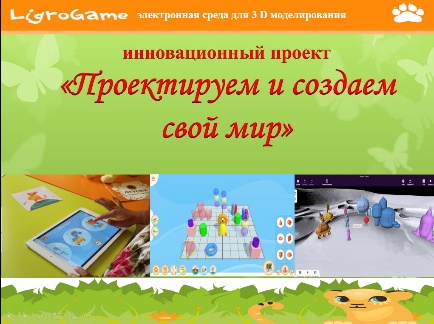 LigroGame электронная среда для 3 D моделирования
инновационный проект
«Проектируем и создаем
свой мир»